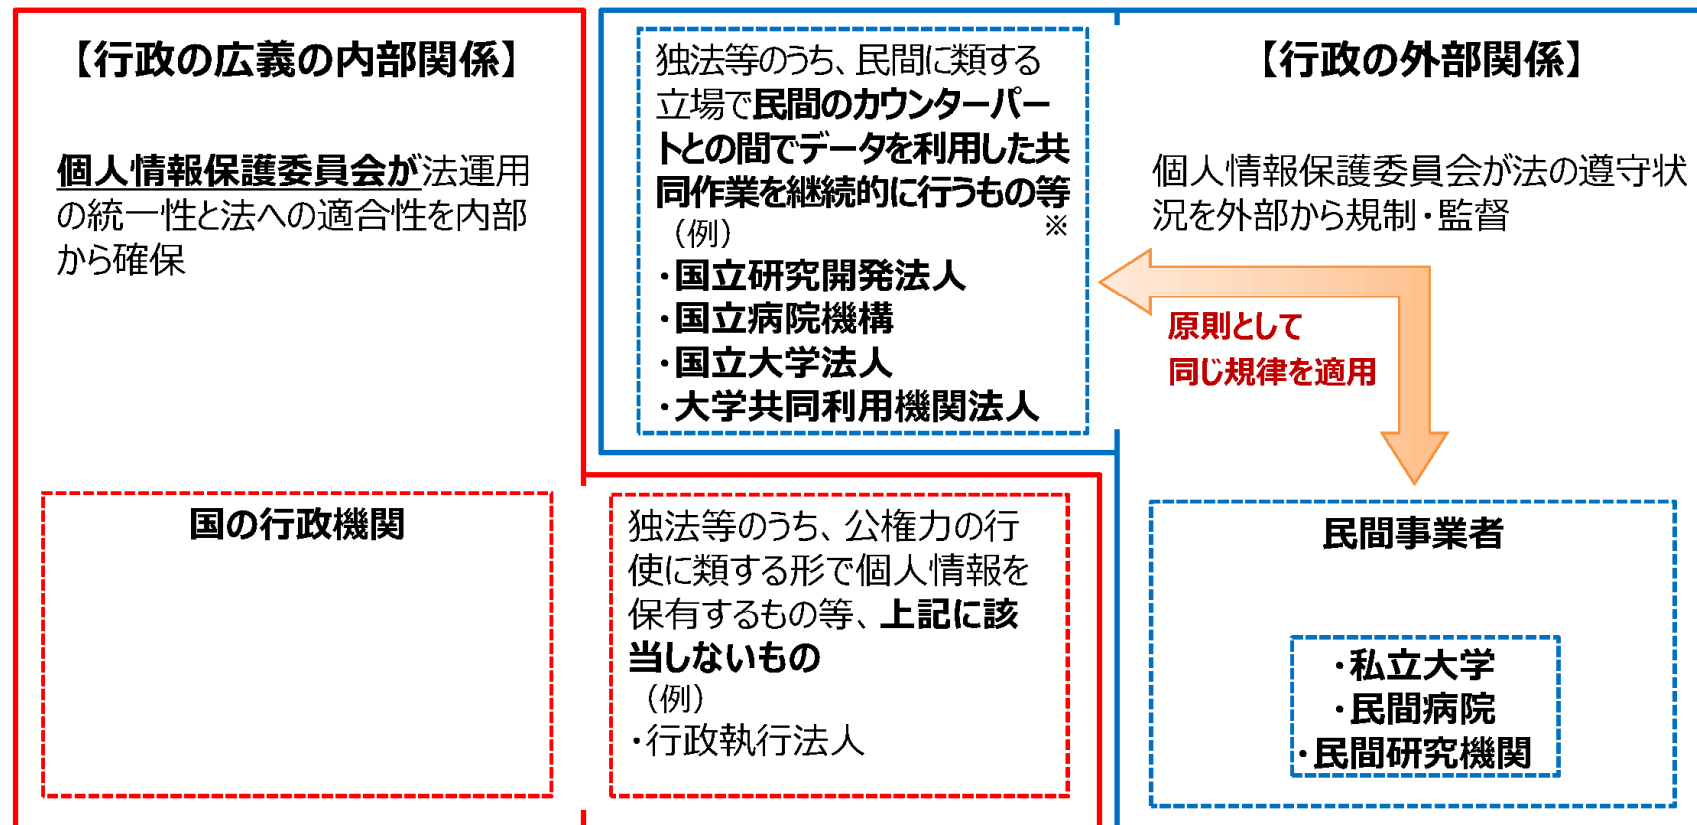 【行政の広義の内部関係】
個人情報保護委員会が法運用
の統一性と法への適合性を内部
から確保
国の行政機関
独法等のうち、民間に類する
立場で民間のカウンターパー
トとの間でデータを利用した共
同作業を継続的に行うもの等
※
（例）
・国立研究開発法人
・国立病院機構
・国立大学法人
・大学共同利用機関法人
独法等のうち、公権力の行
使に類する形で個人情報を
保有するもの等、上記に該
当しないもの
（例）
・行政執行法人
【行政の外部関係】
個人情報保護委員会が法の遵守状
況を外部から規制・監督
原則として
同じ規律を適用
民間事業者
・私立大学
・民間病院
・民間研究機関